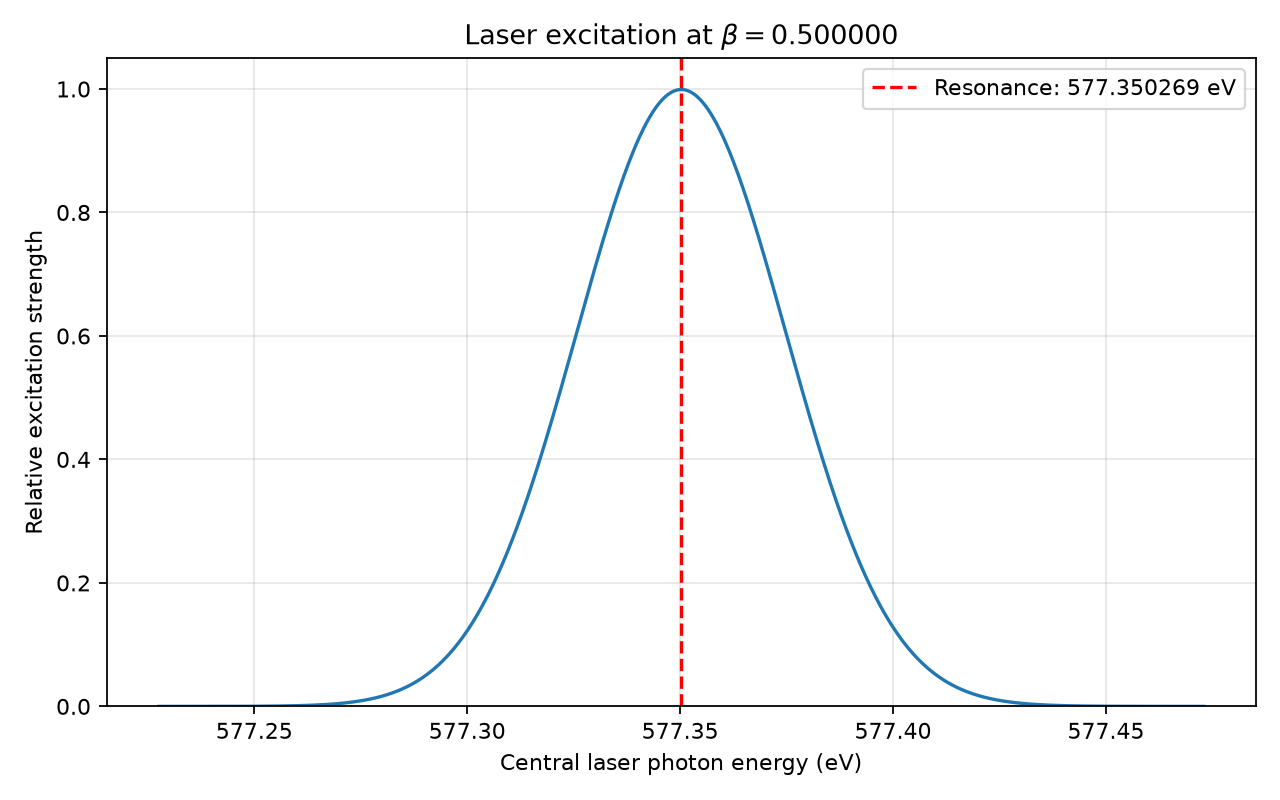 Laser excitation at β = 0.500000
Resonance: 577.350269 eV
Relative excitation strength
1.0
0.8
0.6
0.4
0.2
0.0
577.25 577.30 577.35 577.40 577.45
Central laser photon energy (eV)